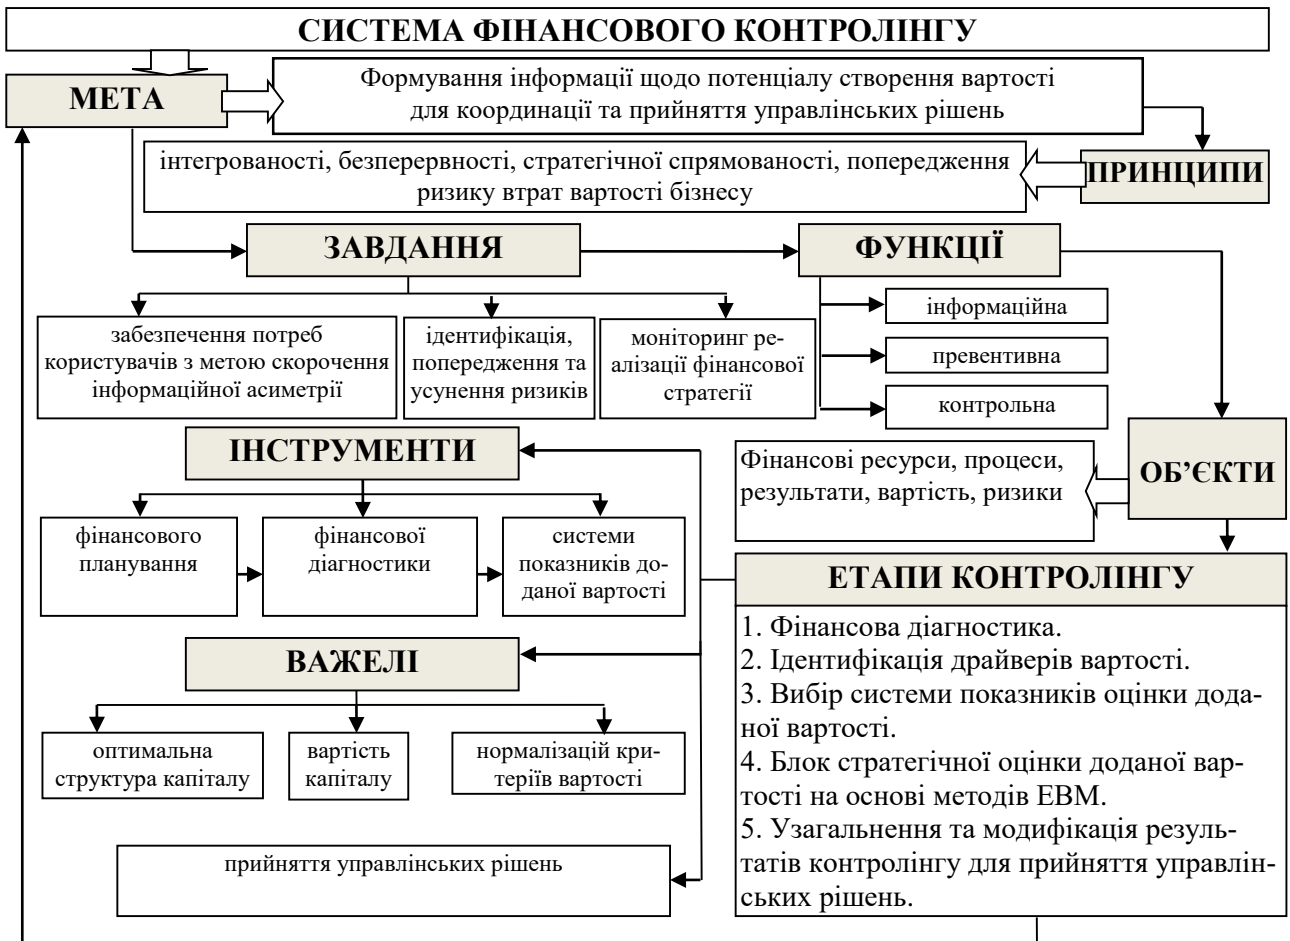 СИСТЕМА ФІНАНСОВОГО КОНТРОЛІНГУ
МЕТА
Формування інформації щодо потенціалу створення вартості
для координації та прийняття управлінських рішень
ПРИНЦИПИ
інтегрованості, безперервності, стратегічної спрямованості, попередження
ризику втрат вартості бізнесу
ЗАВДАННЯ
забезпечення потреб
користувачів з метою скорочення
інформаційної асиметрії
ідентифікація,
попередження та
усунення ризиків
моніторинг ре-
алізації фінансової
стратегії
ФУНКЦІЇ
інформаційна
превентивна
контрольна
ОБ’ЄКТИ
Фінансові ресурси, процеси,
результати, вартість, ризики
ІНСТРУМЕНТИ
фінансового
планування
фінансової
діагностики
системи
показників до-
даної вартості
ВАЖЕЛІ
оптимальна
структура капіталу
вартість
капіталу
нормалізацій кри-
теріїв вартості
прийняття управлінських рішень
ЕТАПИ КОНТРОЛІНГУ
1. Фінансова діагностика.
2. Ідентифікація драйверів вартості.
3. Вибір системи показників оцінки дода-
ної вартості.
4. Блок стратегічної оцінки доданої вар-
тості на основі методів ЕВМ.
5. Узагальнення та модифікація резуль-
татів контролінгу для прийняття управлін-
ських рішень.